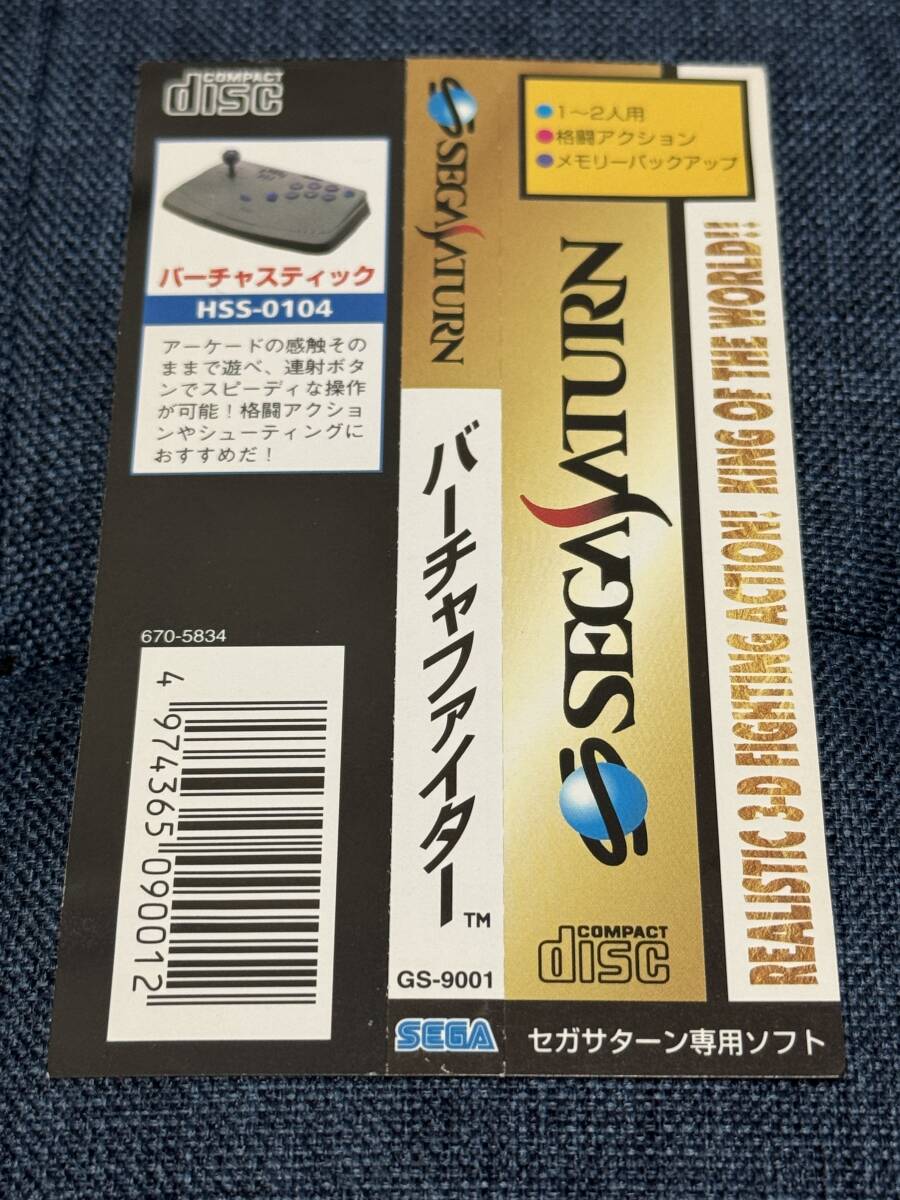 COMPACT
disc
バーチャスティック
HSS-0104
アーケードの感触その
ままで遊べ、連射ボタ
ンでスピーディな操作
が可能！格闘アクショ
ンやシューティングに
おすすめだ！
670-5834
4 974365 090012
SEGA SATURN
バーチャファイター™
GS-9001
SEGA
●1〜2人用
●格闘アクション
●メモリーバックアップ
SEGA SATURN
COMPACT
disc
セガサターン専用ソフト
REALISTIC 3-D FIGHTING ACTION! KING OF THE WORLD!!